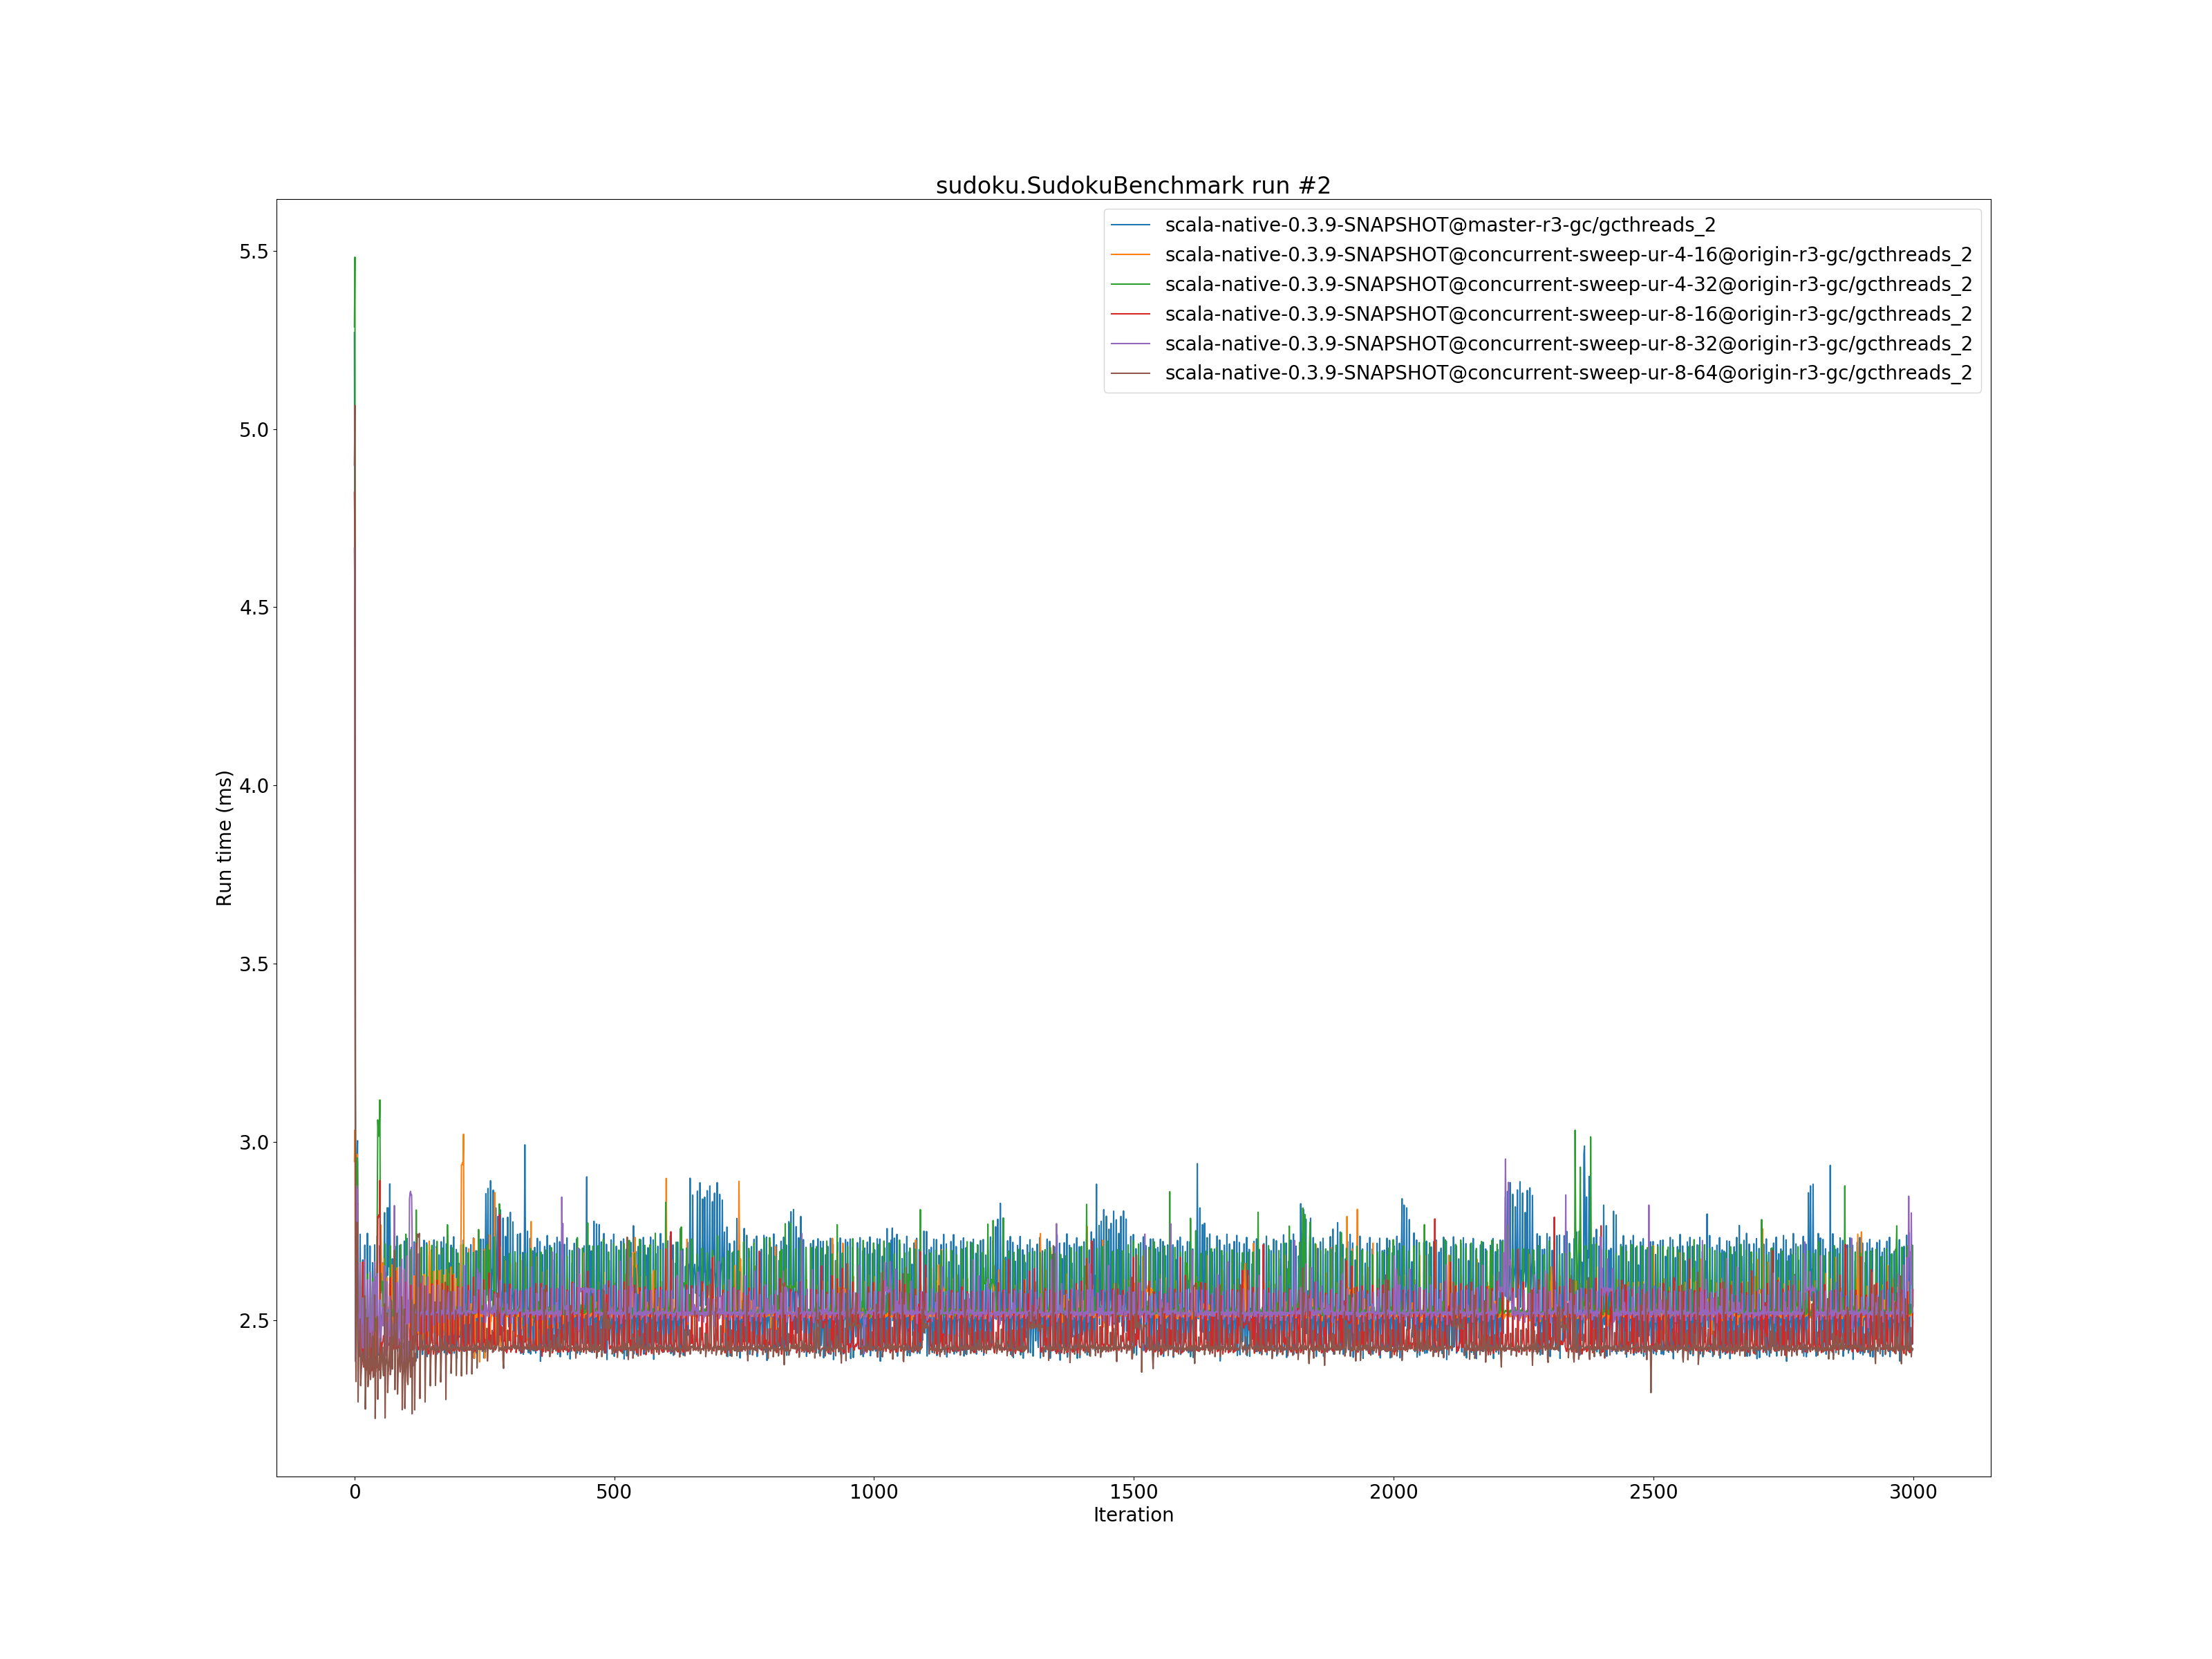 sudoku.SudokuBenchmark run #2
scala-native-0.3.9-SNAPSHOT@master-r3-gc/gcthreads_2
scala-native-0.3.9-SNAPSHOT@concurrent-sweep-ur-4-16@origin-r3-gc/gcthreads_2
scala-native-0.3.9-SNAPSHOT@concurrent-sweep-ur-4-32@origin-r3-gc/gcthreads_2
scala-native-0.3.9-SNAPSHOT@concurrent-sweep-ur-8-16@origin-r3-gc/gcthreads_2
scala-native-0.3.9-SNAPSHOT@concurrent-sweep-ur-8-32@origin-r3-gc/gcthreads_2
scala-native-0.3.9-SNAPSHOT@concurrent-sweep-ur-8-64@origin-r3-gc/gcthreads_2
5.5
5.0
4.5
4.0
3.5
3.0
2.5
Run time (ms)
0 500 1000 1500 2000 2500 3000
Iteration